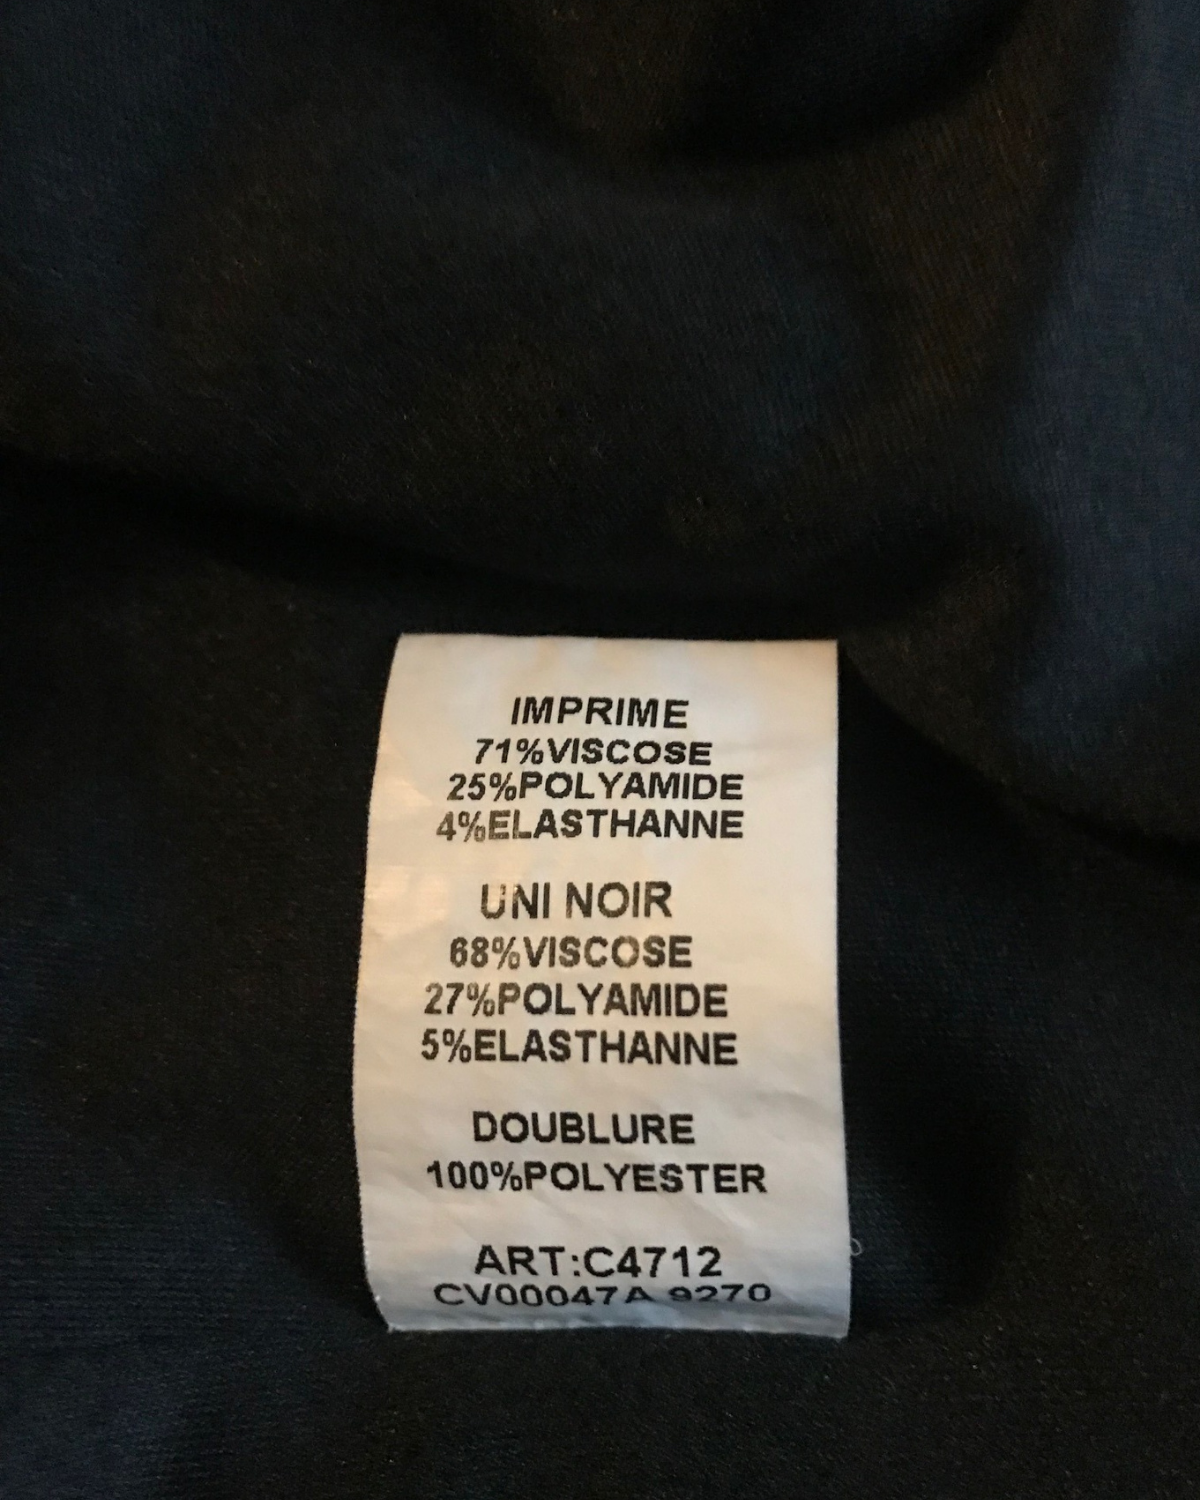 IMPRIME
71%VISCOSE
25%POLYAMIDE
4%ELASTHANNE
UNI NOIR
68%VISCOSE
27%POLYAMIDE
5%ELASTHANNE
DOUBLURE
100%POLYESTER
ART:C4712
CV00047A 9270